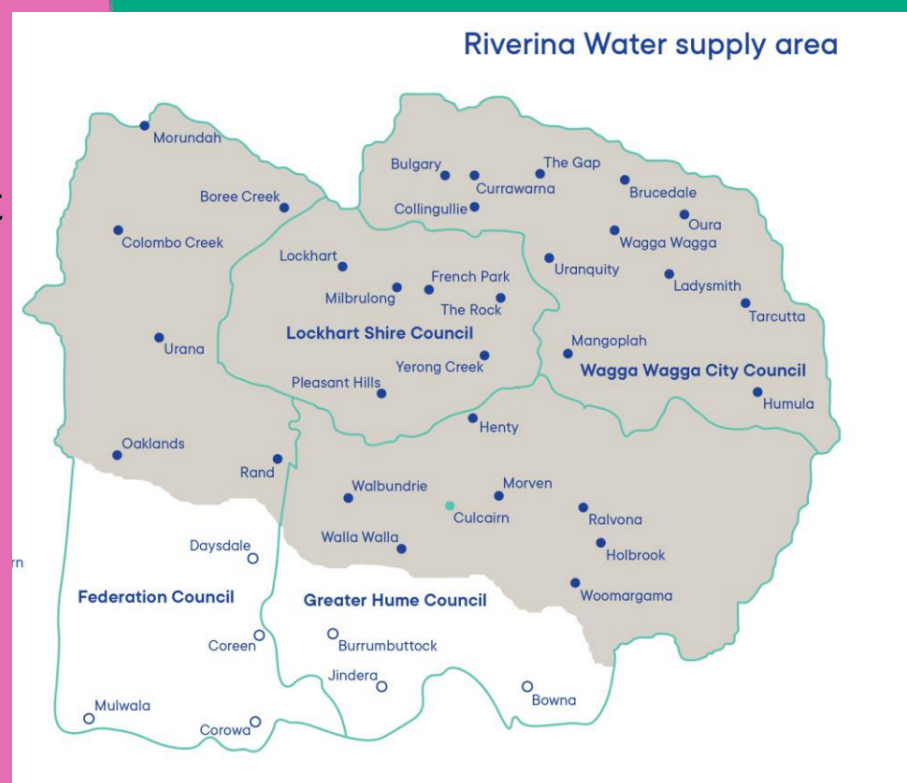 Riverina Water supply area
Morundah
Bulgary
The Gap
Currawarna
Brucedale
Boree Creek
Collingullie
Oura
Colombo Creek
Wagga Wagga
Lockhart
Uranquity
French Park
Ladysmith
Milbrulong
The Rock
Tarcutta
Lockhart Shire Council
Urana
Mangoplah
Yerong Creek
Wagga Wagga City Council
Pleasant Hills
Humula
Henty
Oaklands
Rand
Walbundrie
Morven
Culcairn
Ralvona
Walla Walla
Daysdale
Holbrook
rn
Woomargama
Federation Council
Greater Hume Council
Coreen
Burrumbuttock
Jindera
Bowna
Mulwala
Corowa